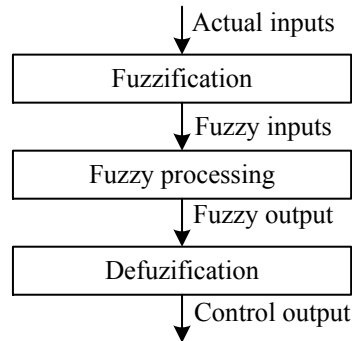 Actual inputs
Fuzzification
Fuzzy inputs
Fuzzy processing
Fuzzy output
Defuzification
Control output